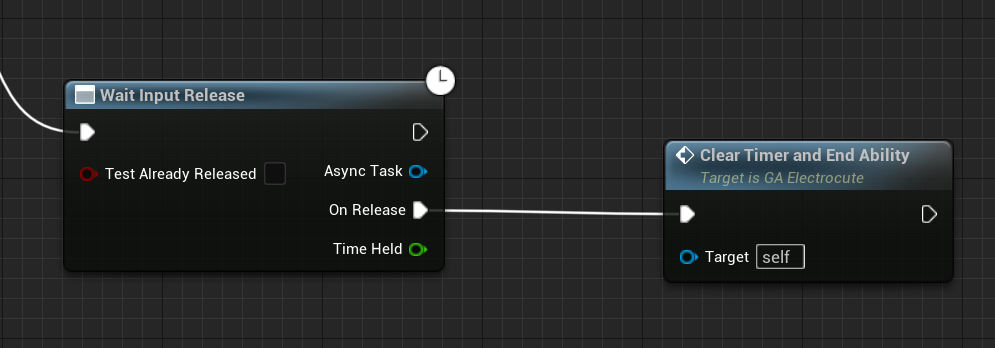 Wait Input Release
Test Already Released
Async Task
On Release
Time Held
Clear Timer and End Ability
Target is GA Electrocute
Target self